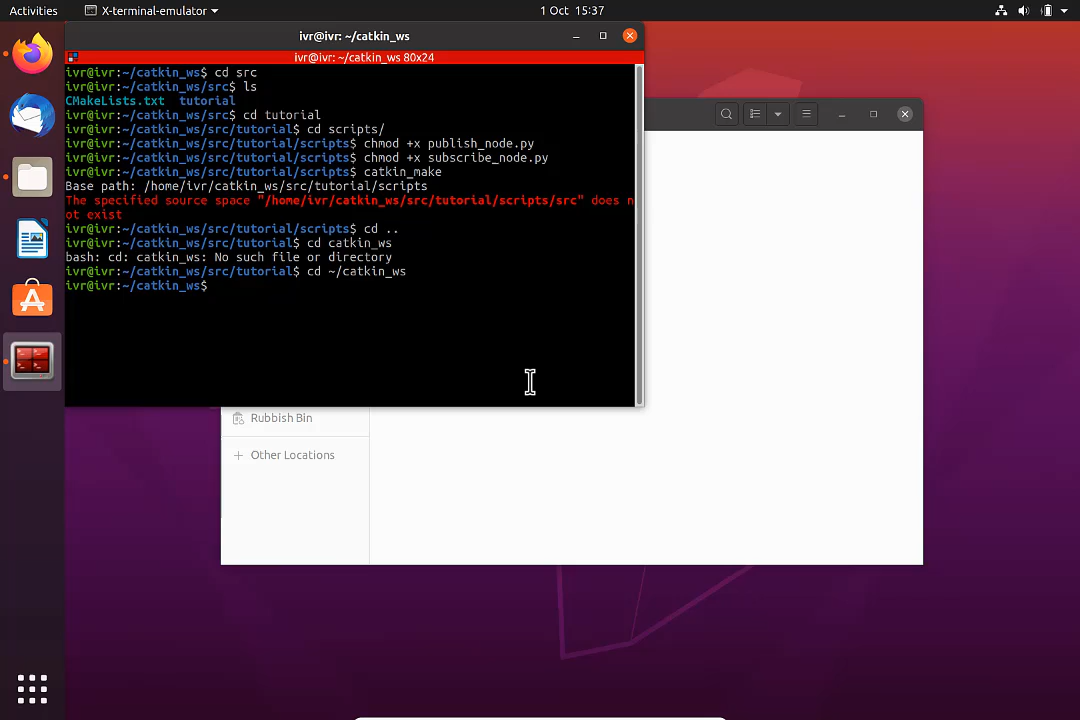 Activities
X-terminal-emulator
1 Oct 15:37
ivr@ivr: ~/catkin_ws
ivr@ivr: ~/catkin_ws 80x24
ivr@ivr:~/catkin_ws$ cd src
ivr@ivr:~/catkin_ws/src$ ls
CMakeLists.txt  tutorial
ivr@ivr:~/catkin_ws/src$ cd tutorial
ivr@ivr:~/catkin_ws/src/tutorial$ cd scripts/
ivr@ivr:~/catkin_ws/src/tutorial/scripts$ chmod +x publish_node.py
ivr@ivr:~/catkin_ws/src/tutorial/scripts$ chmod +x subscribe_node.py
ivr@ivr:~/catkin_ws/src/tutorial/scripts$ catkin_make
Base path: /home/ivr/catkin_ws/src/tutorial/scripts
The specified source space "/home/ivr/catkin_ws/src/tutorial/scripts/src" does n
ot exist
ivr@ivr:~/catkin_ws/src/tutorial/scripts$ cd ..
ivr@ivr:~/catkin_ws/src/tutorial$ cd catkin_ws
bash: cd: catkin_ws: No such file or directory
ivr@ivr:~/catkin_ws/src/tutorial$ cd ~/catkin_ws
ivr@ivr:~/catkin_ws$
Rubbish Bin
Other Locations